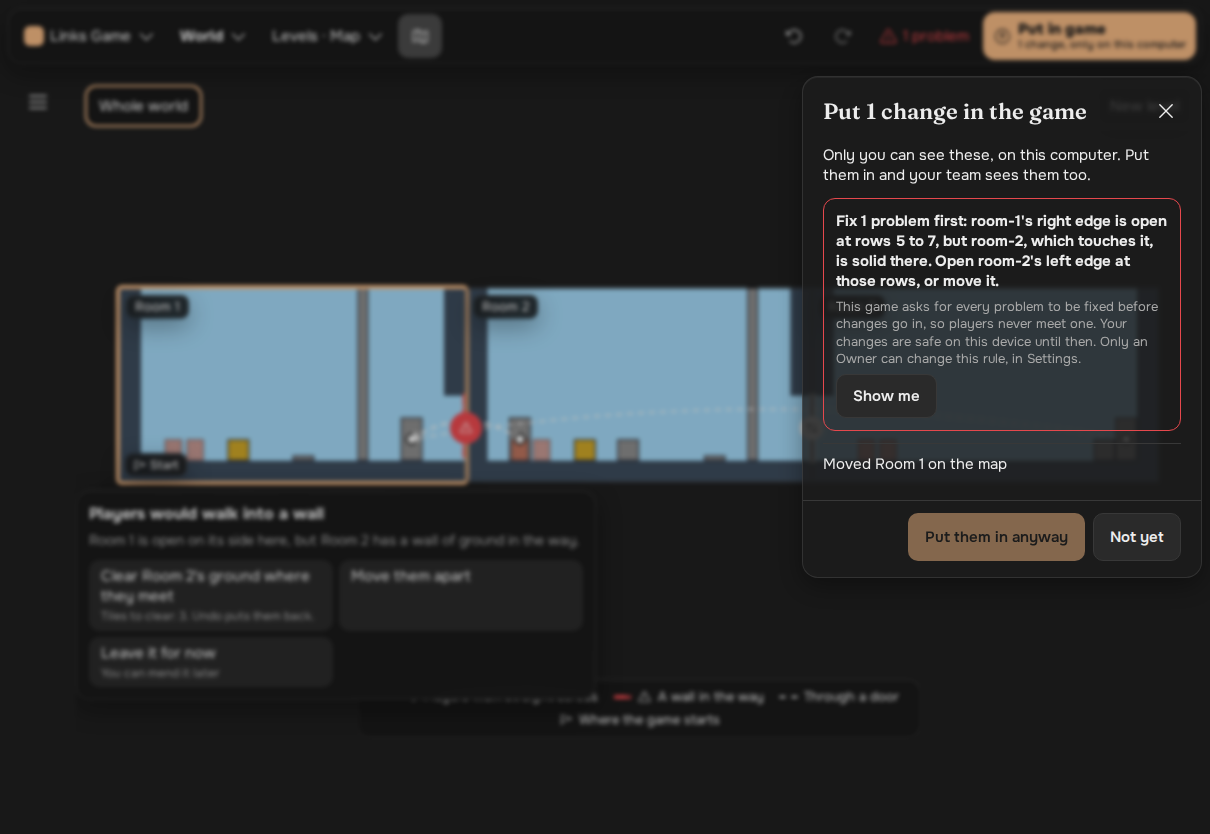 Links Game
World
Levels · Map
1 problem
Put in game
1 change, only on this computer
Whole world
Put 1 change in the game
Only you can see these, on this computer. Put
them in and your team sees them too.
Fix 1 problem first: room-1's right edge is open
at rows 5 to 7, but room-2, which touches it,
is solid there. Open room-2's left edge at
those rows, or move it.
This game asks for every problem to be fixed before
changes go in, so players never meet one. Your
changes are safe on this device until then. Only an
Owner can change this rule, in Settings.
Show me
Moved Room 1 on the map
Put them in anyway
Not yet
Room 1
Room 2
Start
Players would walk into a wall
Room 1 is open on its side here, but Room 2 has a wall of ground in the way.
Clear Room 2's ground where
they meet
Tiles to clear: 3. Undo puts them back.
Move them apart
Leave it for now
You can mend it later
A wall in the way
Through a door
Where the game starts